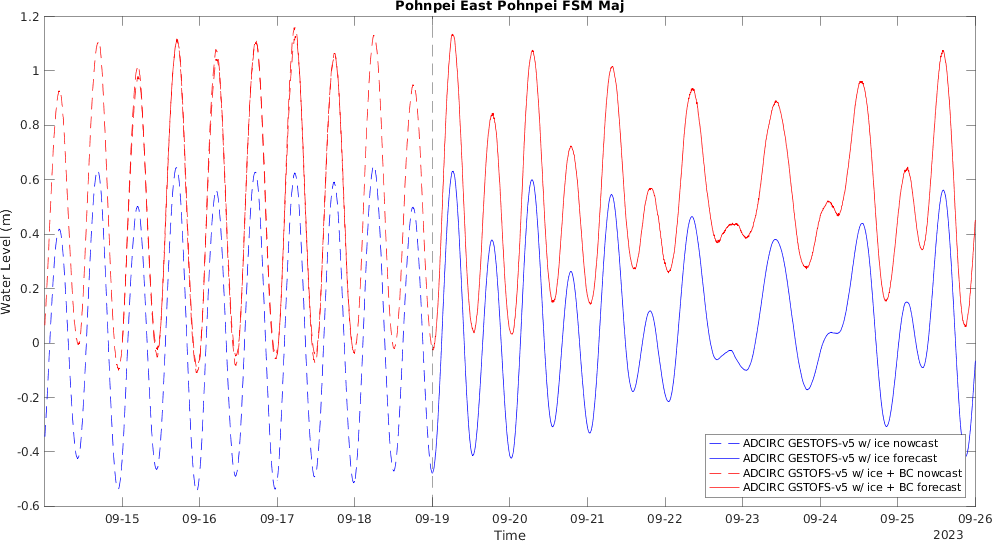 Pohnpei East Pohnpei FSM Maj
Water Level (m)
1.2
1
0.8
0.6
0.4
0.2
0
-0.2
-0.4
-0.6
ADCIRC GESTOFS-v5 w/ ice nowcast
ADCIRC GESTOFS-v5 w/ ice forecast
ADCIRC GSTOFS-v5 w/ ice + BC nowcast
ADCIRC GSTOFS-v5 w/ ice + BC forecast
09-15 09-16 09-17 09-18 09-19 09-20 09-21 09-22 09-23 09-24 09-25 09-26
Time
2023